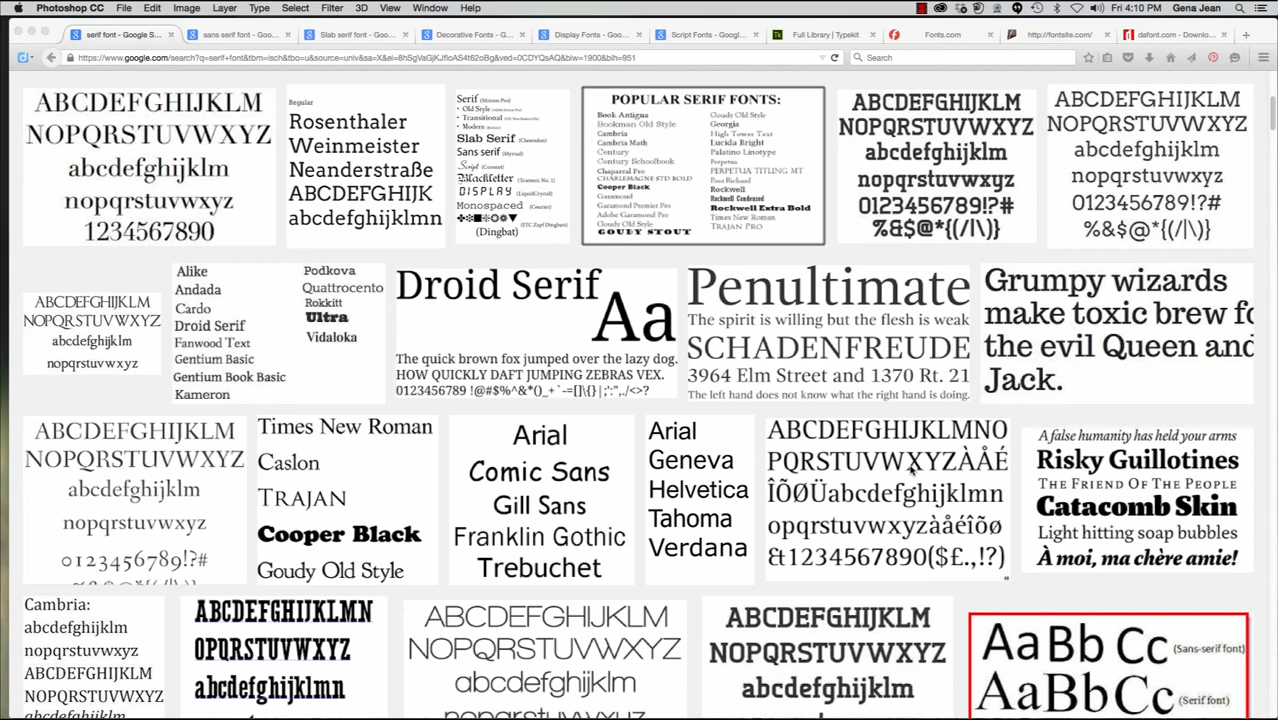 Photoshop CC File Edit Image Layer Type Select Filter 3D View Window Help Fri 4:10 PM Gena Jean
serif font - Google S... sans serif font - Goo... Slab serif font - Goo... Decorative Fonts - G... Display Fonts - Goog... Script Fonts - Googl... Full Library | Typekit Fonts.com http://fontsite.com/ dafont.com - Downlo...
Search
ABCDEFGHIJKLM
NOPQRSTUVWXYZ
abcdefghijklm
nopqrstuvwxyz
1234567890
Regular
Rosenthaler
Weinmeister
Neanderstraße
ABCDEFGHIJK
abcdefghijklmn
Serif (Minion Pro)
• Old Style
• Transitional
• Modern
Slab Serif (Clarendon)
Sans serif (Myriad)
Script (Coronet)
Blackletter
DISPLAY (LiquidCrystal)
Monospaced (Courier)
(Dingbat)
POPULAR SERIF FONTS:
Book Antigua
Bookman Old Style
Cambria
Cambria Math
Century
Century Schoolbook
Chaparral Pro
CHARLEMAGNE STD BOLD
Cooper Black
Garamond
Garamond Premier Pro
Adobe Garamond Pro
Goudy Old Style
GOUDY STOUT
Goudy Old Style
Georgia
High Tower Text
Lucida Bright
Palatino Linotype
Perpetua
PERPETUA TITLING MT
Poor Richard
Rockwell
Rockwell Condensed
Rockwell Extra Bold
Times New Roman
TRAJAN PRO
ABCDEFGHIJKLM
NOPQRSTUVWXYZ
abcdefghijklm
nopqrstuvwxyz
0123456789!?#
%&$@*{(/|\)}
ABCDEFGHIJKLM
NOPQRSTUVWXYZ
abcdefghijklm
nopqrstuvwxyz
0123456789!?#
%&$@*{(/|\)}
ABCDEFGHIJKLM
NOPQRSTUVWXYZ
abcdefghijklm
nopqrstuvwxyz
Alike
Andada
Cardo
Droid Serif
Fanwood Text
Gentium Basic
Gentium Book Basic
Kameron
Podkova
Quattrocento
Rokkitt
Ultra
Vidaloka
Droid Serif
Aa
The quick brown fox jumped over the lazy dog.
HOW QUICKLY DAFT JUMPING ZEBRAS VEX.
0123456789 !@#$%^&*()_+`-=[]\{}|;':",./<>?
Penultimate
The spirit is willing but the flesh is weak
SCHADENFREUDE
3964 Elm Street and 1370 Rt. 21
The left hand does not know what the right hand is doing.
Grumpy wizards
make toxic brew fo
the evil Queen and
Jack.
ABCDEFGHIJKLM
NOPQRSTUVWXYZ
abcdefghijklm
nopqrstuvwxyz
0123456789!?#
Times New Roman
Caslon
TRAJAN
Cooper Black
Goudy Old Style
Arial
Comic Sans
Gill Sans
Franklin Gothic
Trebuchet
Arial
Geneva
Helvetica
Tahoma
Verdana
ABCDEFGHIJKLMNO
PQRSTUVWXYZÀÅÉ
ÎÕØÜabcdefghijklmn
opqrstuvwxyzàåéîõø
&1234567890($£.,!?)
A false humanity has held your arms
Risky Guillotines
THE FRIEND OF THE PEOPLE
Catacomb Skin
Light hitting soap bubbles
À moi, ma chère amie!
Cambria:
abcdefghijklm
nopqrstuvwxyz
ABCDEFGHIJKLM
NOPQRSTUVWXYZ
ABCDEFGHIJKLMN
OPQRSTUVWXYZ
abcdefghijklmn
ABCDEFGHIJKLM
NOPQRSTUVWXYZ
abcdefghijklm
nopqrstuvwxyz
ABCDEFGHIJKLM
NOPQRSTUVWXYZ
abcdefghijklm
AaBb Cc (Sans-serif font)
AaBbCc (Serif font)